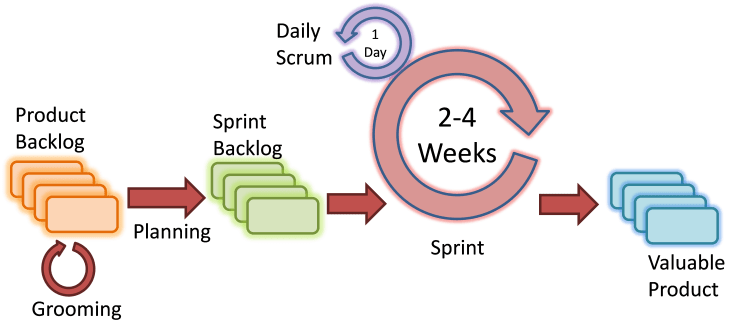 Daily
Scrum
1
Day
2-4
Weeks
Product
Backlog
Sprint
Backlog
Planning
Sprint
Grooming
Valuable
Product